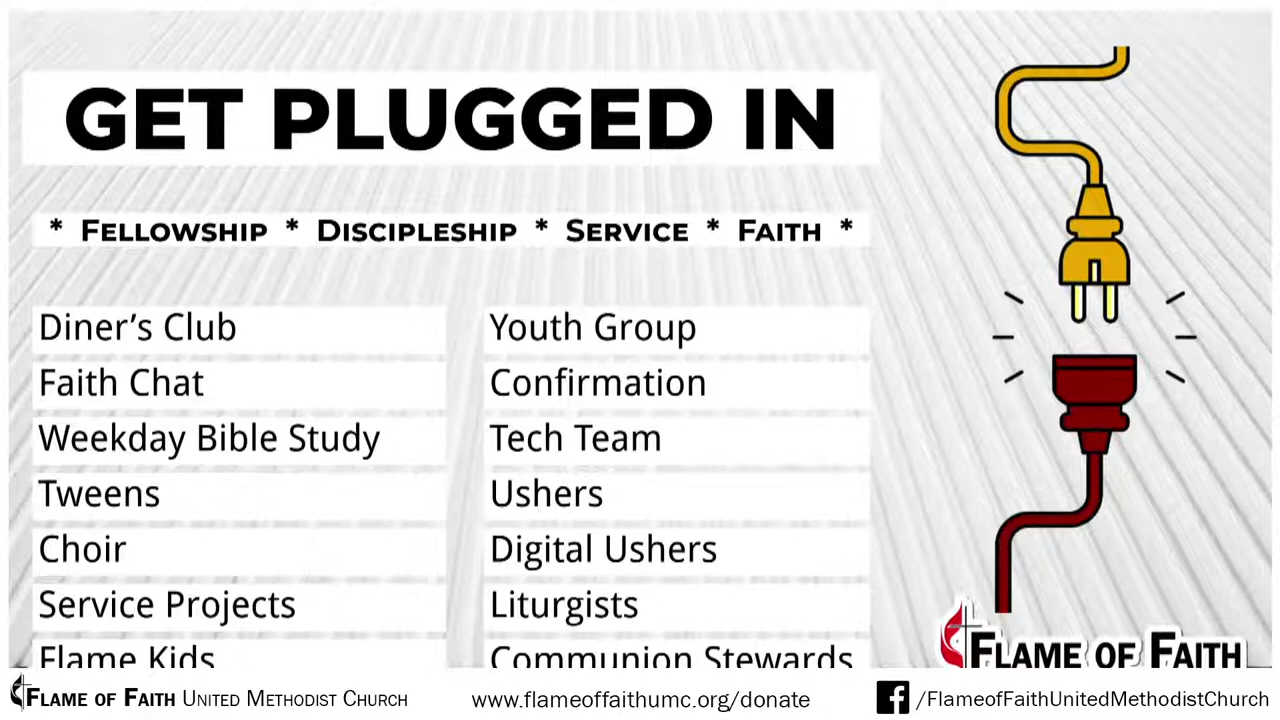 GET PLUGGED IN
* FELLOWSHIP * DISCIPLESHIP * SERVICE * FAITH *
Diner's Club
Faith Chat
Weekday Bible Study
Tweens
Choir
Service Projects
Flame Kids
Youth Group
Confirmation
Tech Team
Ushers
Digital Ushers
Liturgists
Communion Stewards
FLAME OF FAITH
FLAME OF FAITH UNITED METHODIST CHURCH
www.flameoffaithumc.org/donate
/FlameofFaithUnitedMethodistChurch